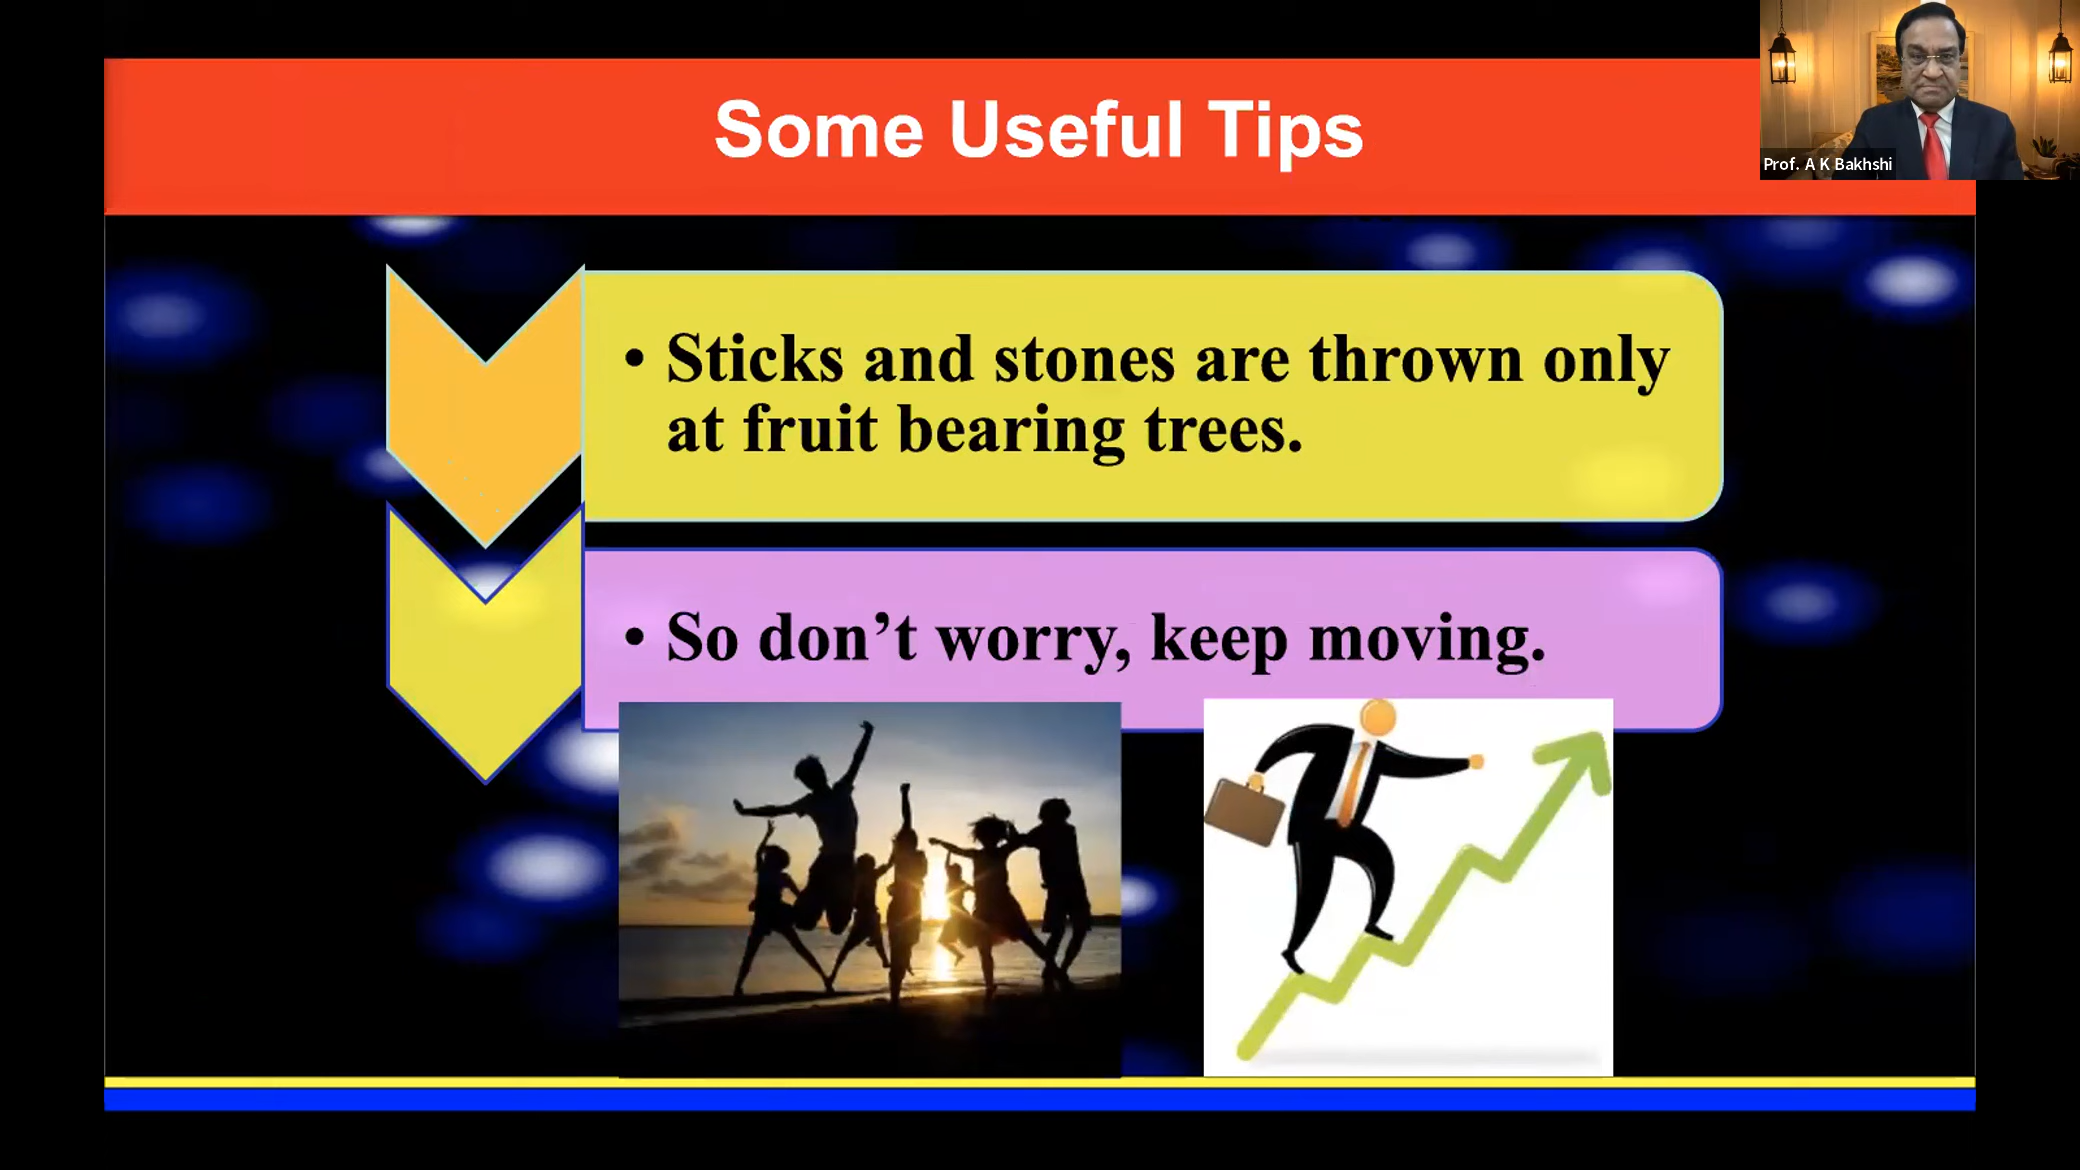 Some Useful Tips
Prof. A K Bakhshi
• Sticks and stones are thrown only
at fruit bearing trees.
• So don’t worry, keep moving.